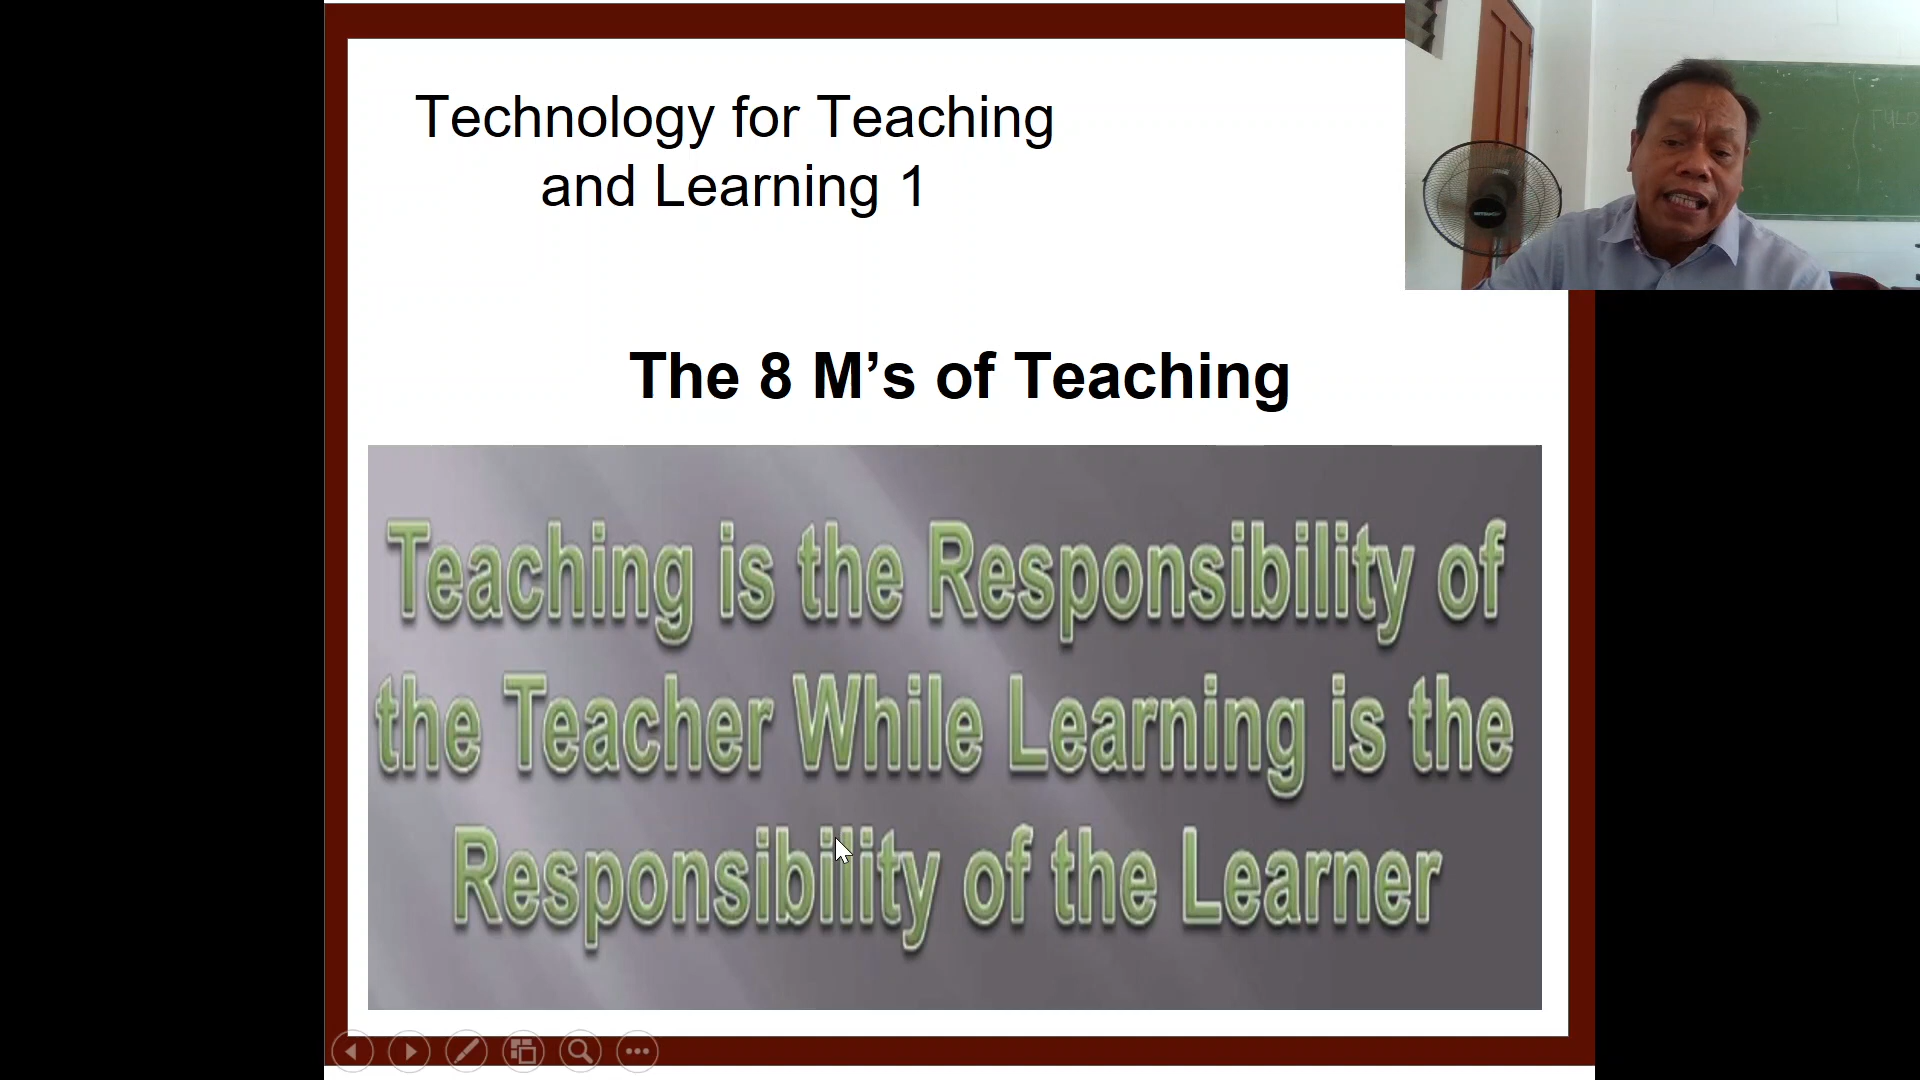 Technology for Teaching
and Learning 1
The 8 M’s of Teaching
Teaching is the Responsibility of
the Teacher While Learning is the
Responsibility of the Learner